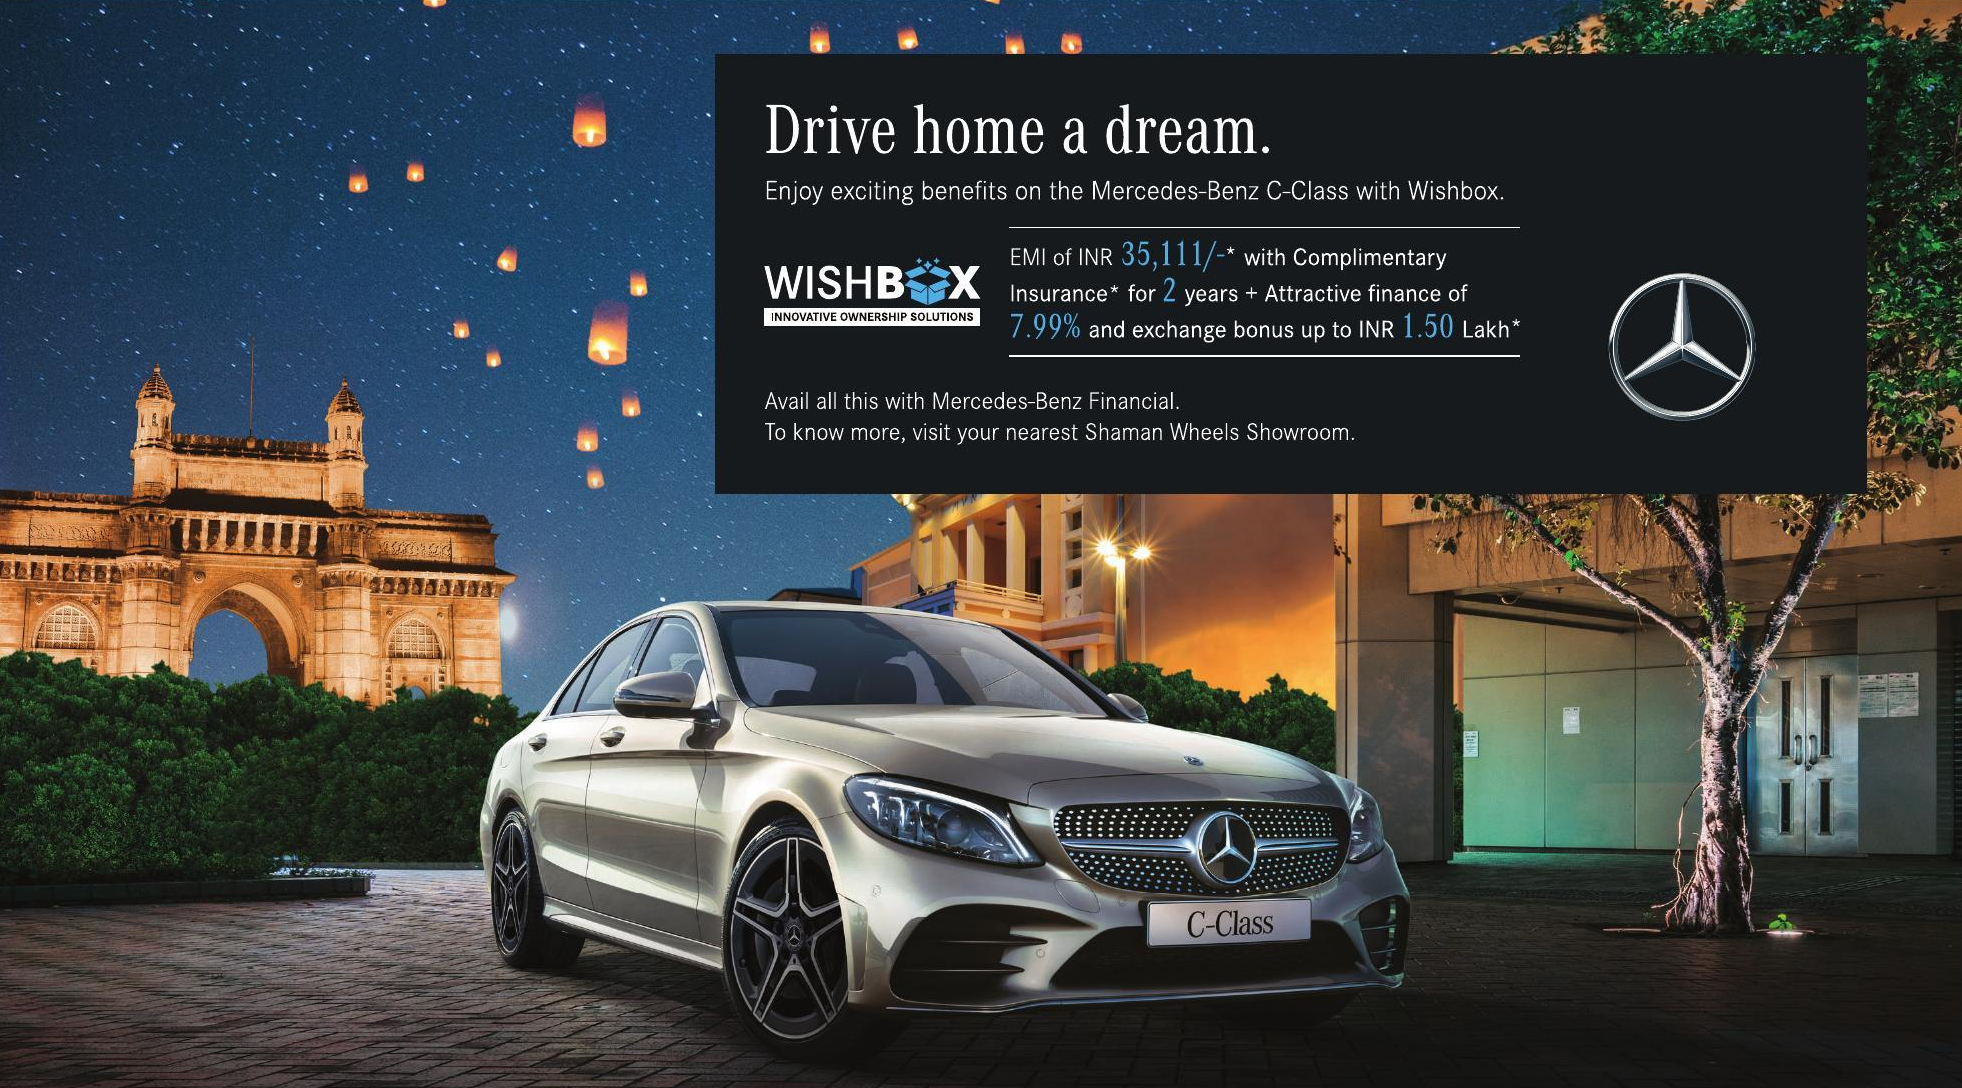 Drive home a dream.
Enjoy exciting benefits on the Mercedes-Benz C-Class with Wishbox.
WISHBOX
INNOVATIVE OWNERSHIP SOLUTIONS
EMI of INR 35,111/-* with Complimentary
Insurance* for 2 years + Attractive finance of
7.99% and exchange bonus up to INR 1.50 Lakh*
Avail all this with Mercedes-Benz Financial.
To know more, visit your nearest Shaman Wheels Showroom.
C-Class